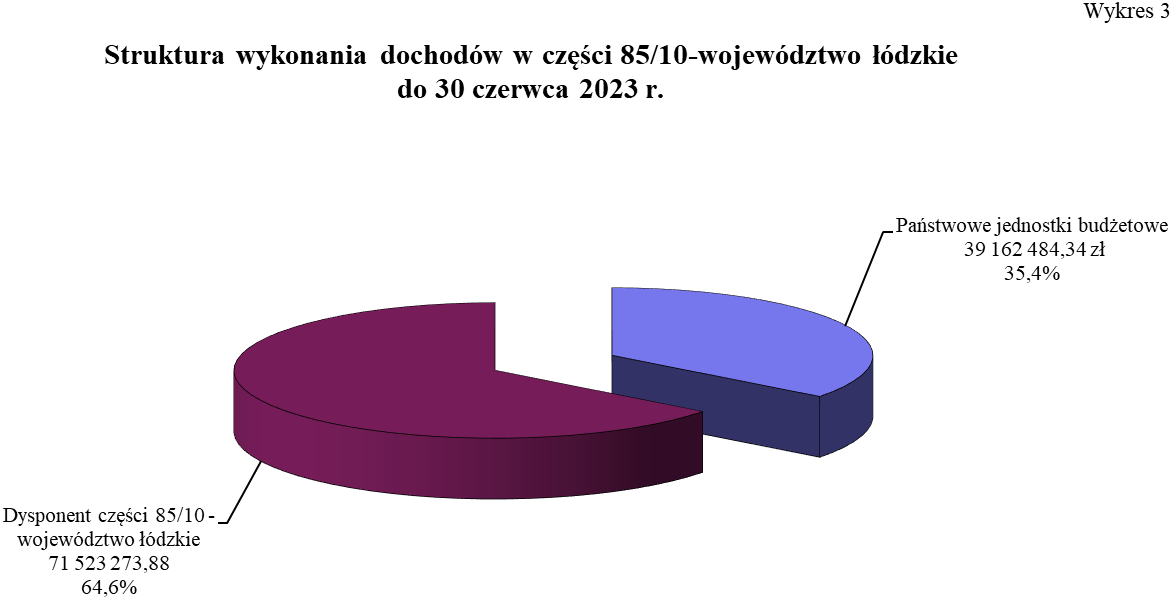 Wykres 3
Struktura wykonania dochodów w części 85/10-województwo łódzkie
do 30 czerwca 2023 r.
Państwowe jednostki budżetowe
39 162 484,34 zł
35,4%
Dysponent części 85/10 -
województwo łódzkie
71 523 273,88
64,6%